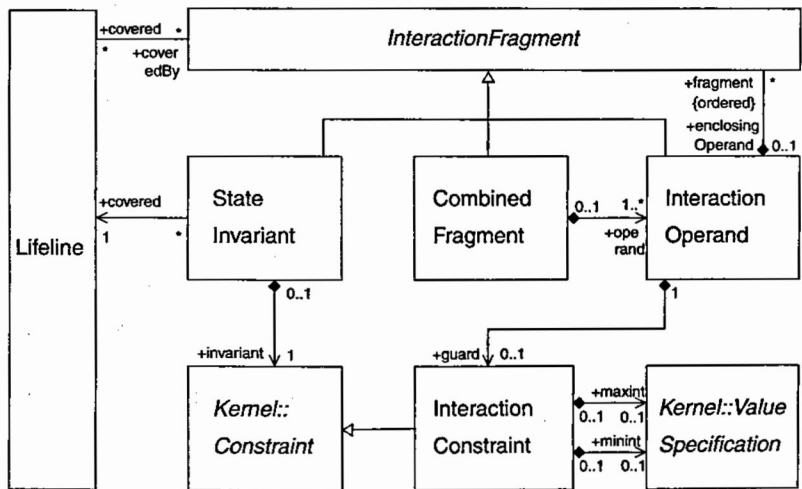 +covered * InteractionFragment
* +cover
edBy
+fragment *
{ordered}
+enclosing
Operand 0..1
+covered
1 *
State
Invariant
Combined
Fragment
0..1 1..*
+ope
rand
Interaction
Operand
Lifeline
0..1
1
+invariant 1
+guard 0..1
Kernel::
Constraint
Interaction
Constraint
+maxint
0..1 0..1
+minint
0..1 0..1
Kernel::Value
Specification